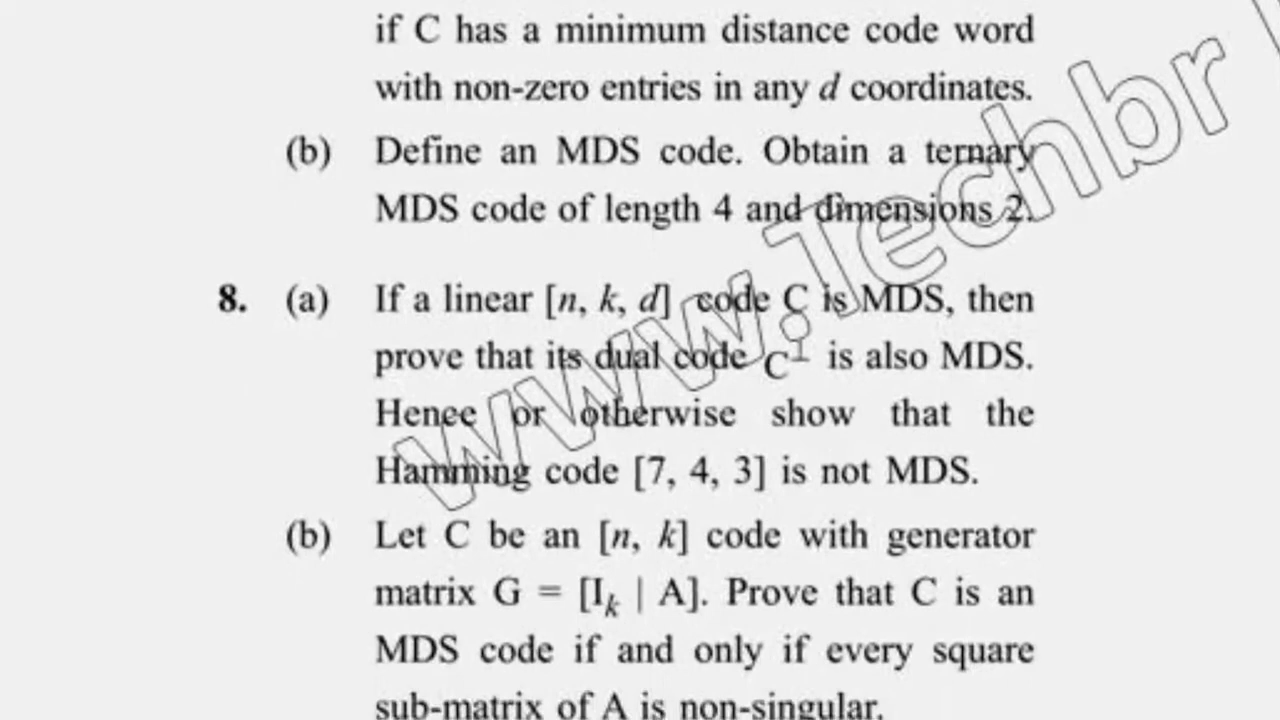 if C has a minimum distance code word
with non-zero entries in any d coordinates.
(b) Define an MDS code. Obtain a ternary
MDS code of length 4 and dimensions 2.
8. (a) If a linear [n, k, d] code C is MDS, then
prove that its dual code C⊥ is also MDS.
Henee or otherwise show that the
Hamming code [7, 4, 3] is not MDS.
(b) Let C be an [n, k] code with generator
matrix G = [Iₖ | A]. Prove that C is an
MDS code if and only if every square
sub-matrix of A is non-singular.
www.Techbr